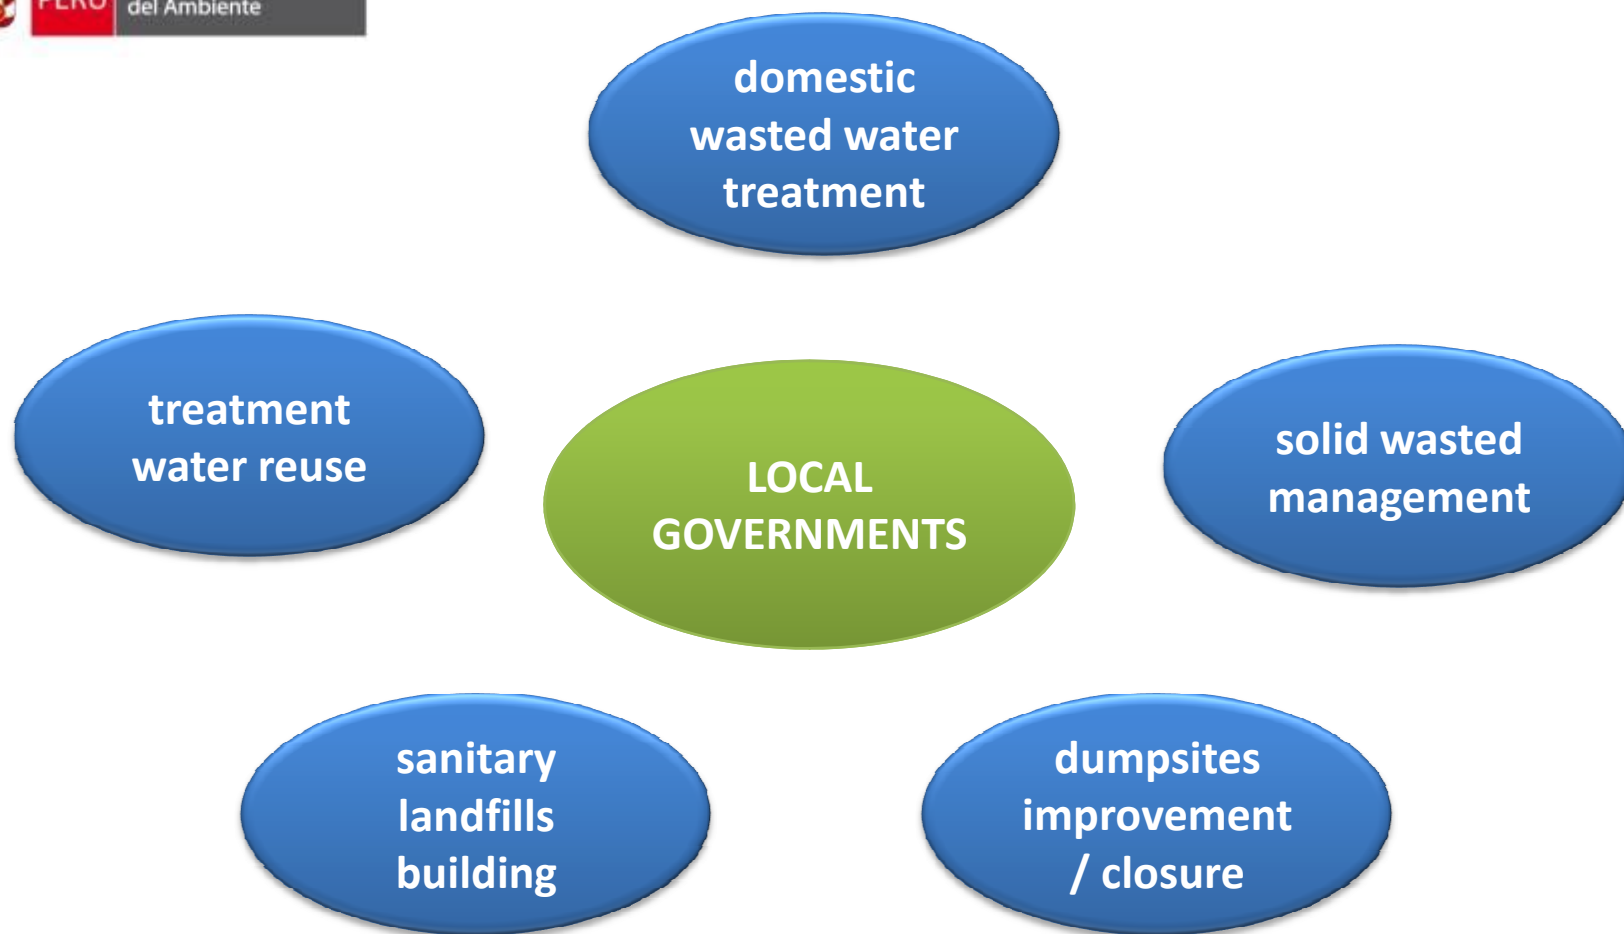 PERÚ
del Ambiente
domestic
wasted water
treatment
treatment
water reuse
LOCAL
GOVERNMENTS
solid wasted
management
sanitary
landfills
building
dumpsites
improvement
/ closure